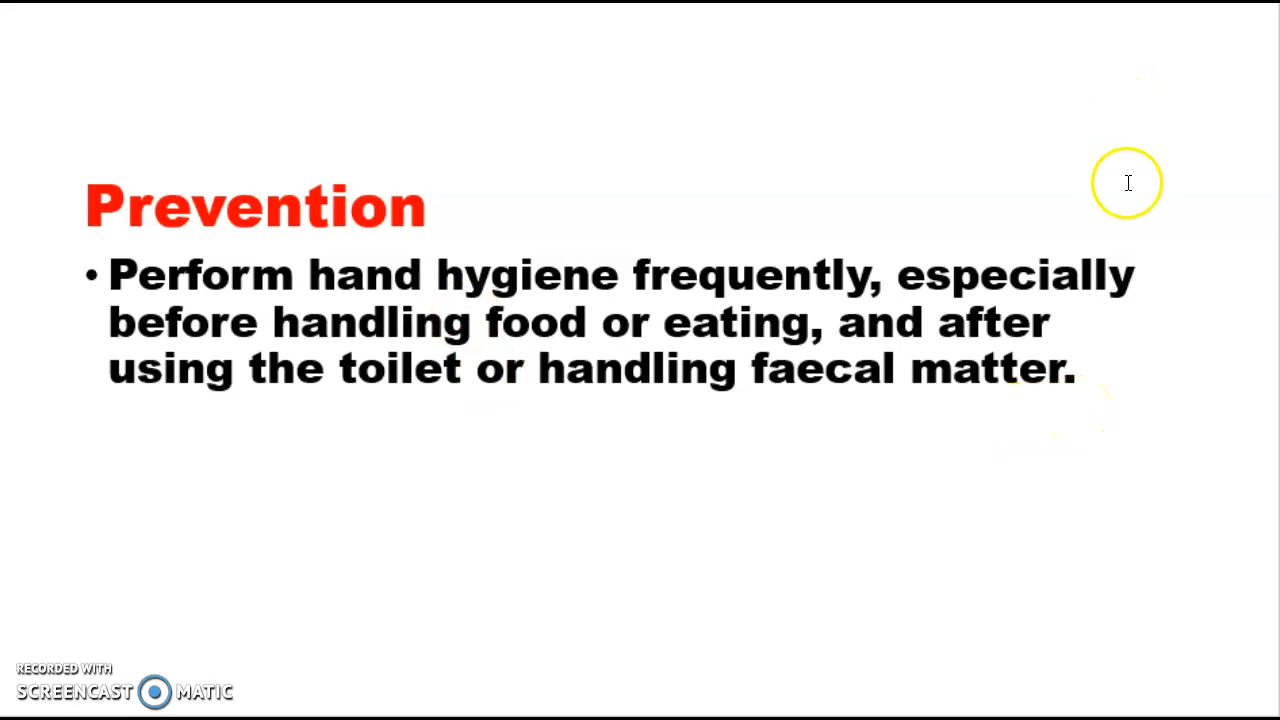 Prevention
• Perform hand hygiene frequently, especially
before handling food or eating, and after
using the toilet or handling faecal matter.
RECORDED WITH
SCREENCAST MATIC